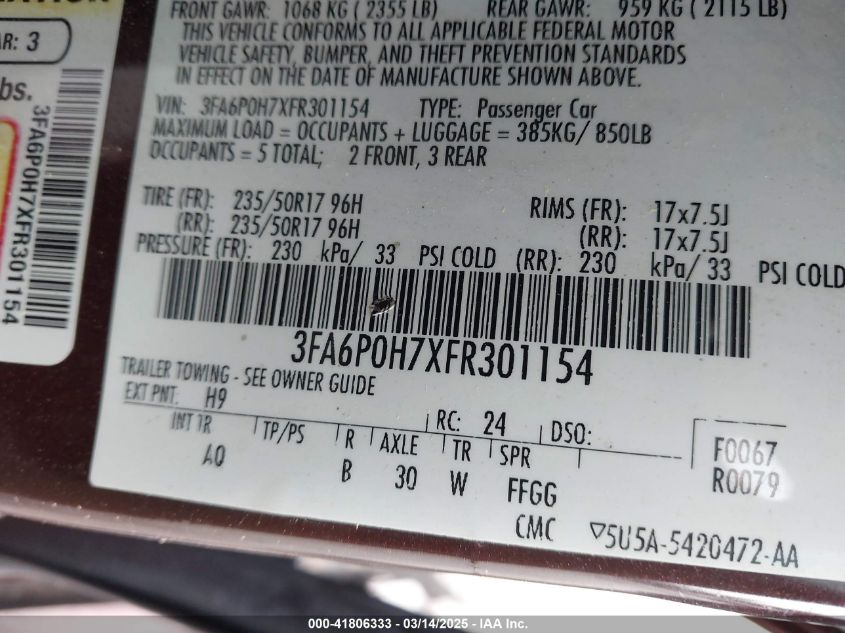 AR: 3
bs.
3FA6P0H7XFR301154
FRONT GAWR: 1068 KG ( 2355 LB) REAR GAWR: 959 KG ( 2115 LB)
THIS VEHICLE CONFORMS TO ALL APPLICABLE FEDERAL MOTOR
VEHICLE SAFETY, BUMPER, AND THEFT PREVENTION STANDARDS
IN EFFECT ON THE DATE OF MANUFACTURE SHOWN ABOVE.
VIN: 3FA6P0H7XFR301154 TYPE: Passenger Car
MAXIMUM LOAD = OCCUPANTS + LUGGAGE = 385KG/ 850LB
OCCUPANTS = 5 TOTAL; 2 FRONT, 3 REAR
TIRE (FR): 235/50R17 96H RIMS (FR): 17x7.5J
(RR): 235/50R17 96H (RR): 17x7.5J
PRESSURE (FR): 230 kPa/ 33 PSI COLD (RR): 230 kPa/ 33 PSI COLD
3FA6P0H7XFR301154
TRAILER TOWING - SEE OWNER GUIDE
EXT PNT: H9 RC: 24 DSO:
INT TR TP/PS R AXLE TR SPR F0067
A0 B 30 W FFGG R0079
CMC ▽5U5A-5420472-AA
000-41806333 — 03/14/2025 - IAA Inc.